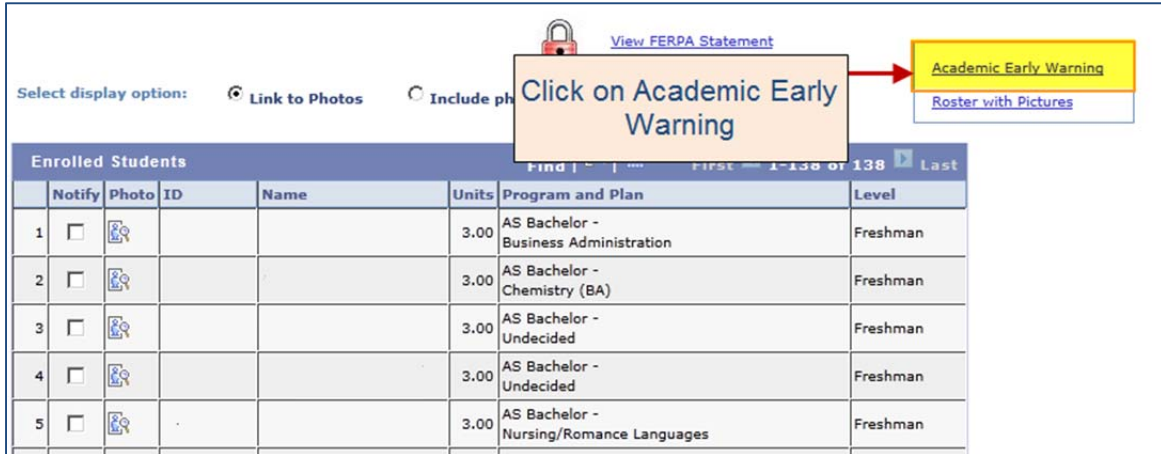 View FERPA Statement
Academic Early Warning
Roster with Pictures
Select display option: Link to Photos Include ph
Click on Academic Early
Warning
Enrolled Students Find | First 1-138 of 138 Last
Notify Photo ID Name Units Program and Plan Level
1 3.00 AS Bachelor -
Business Administration Freshman
2 3.00 AS Bachelor -
Chemistry (BA) Freshman
3 3.00 AS Bachelor -
Undecided Freshman
4 3.00 AS Bachelor -
Undecided Freshman
5 3.00 AS Bachelor -
Nursing/Romance Languages Freshman